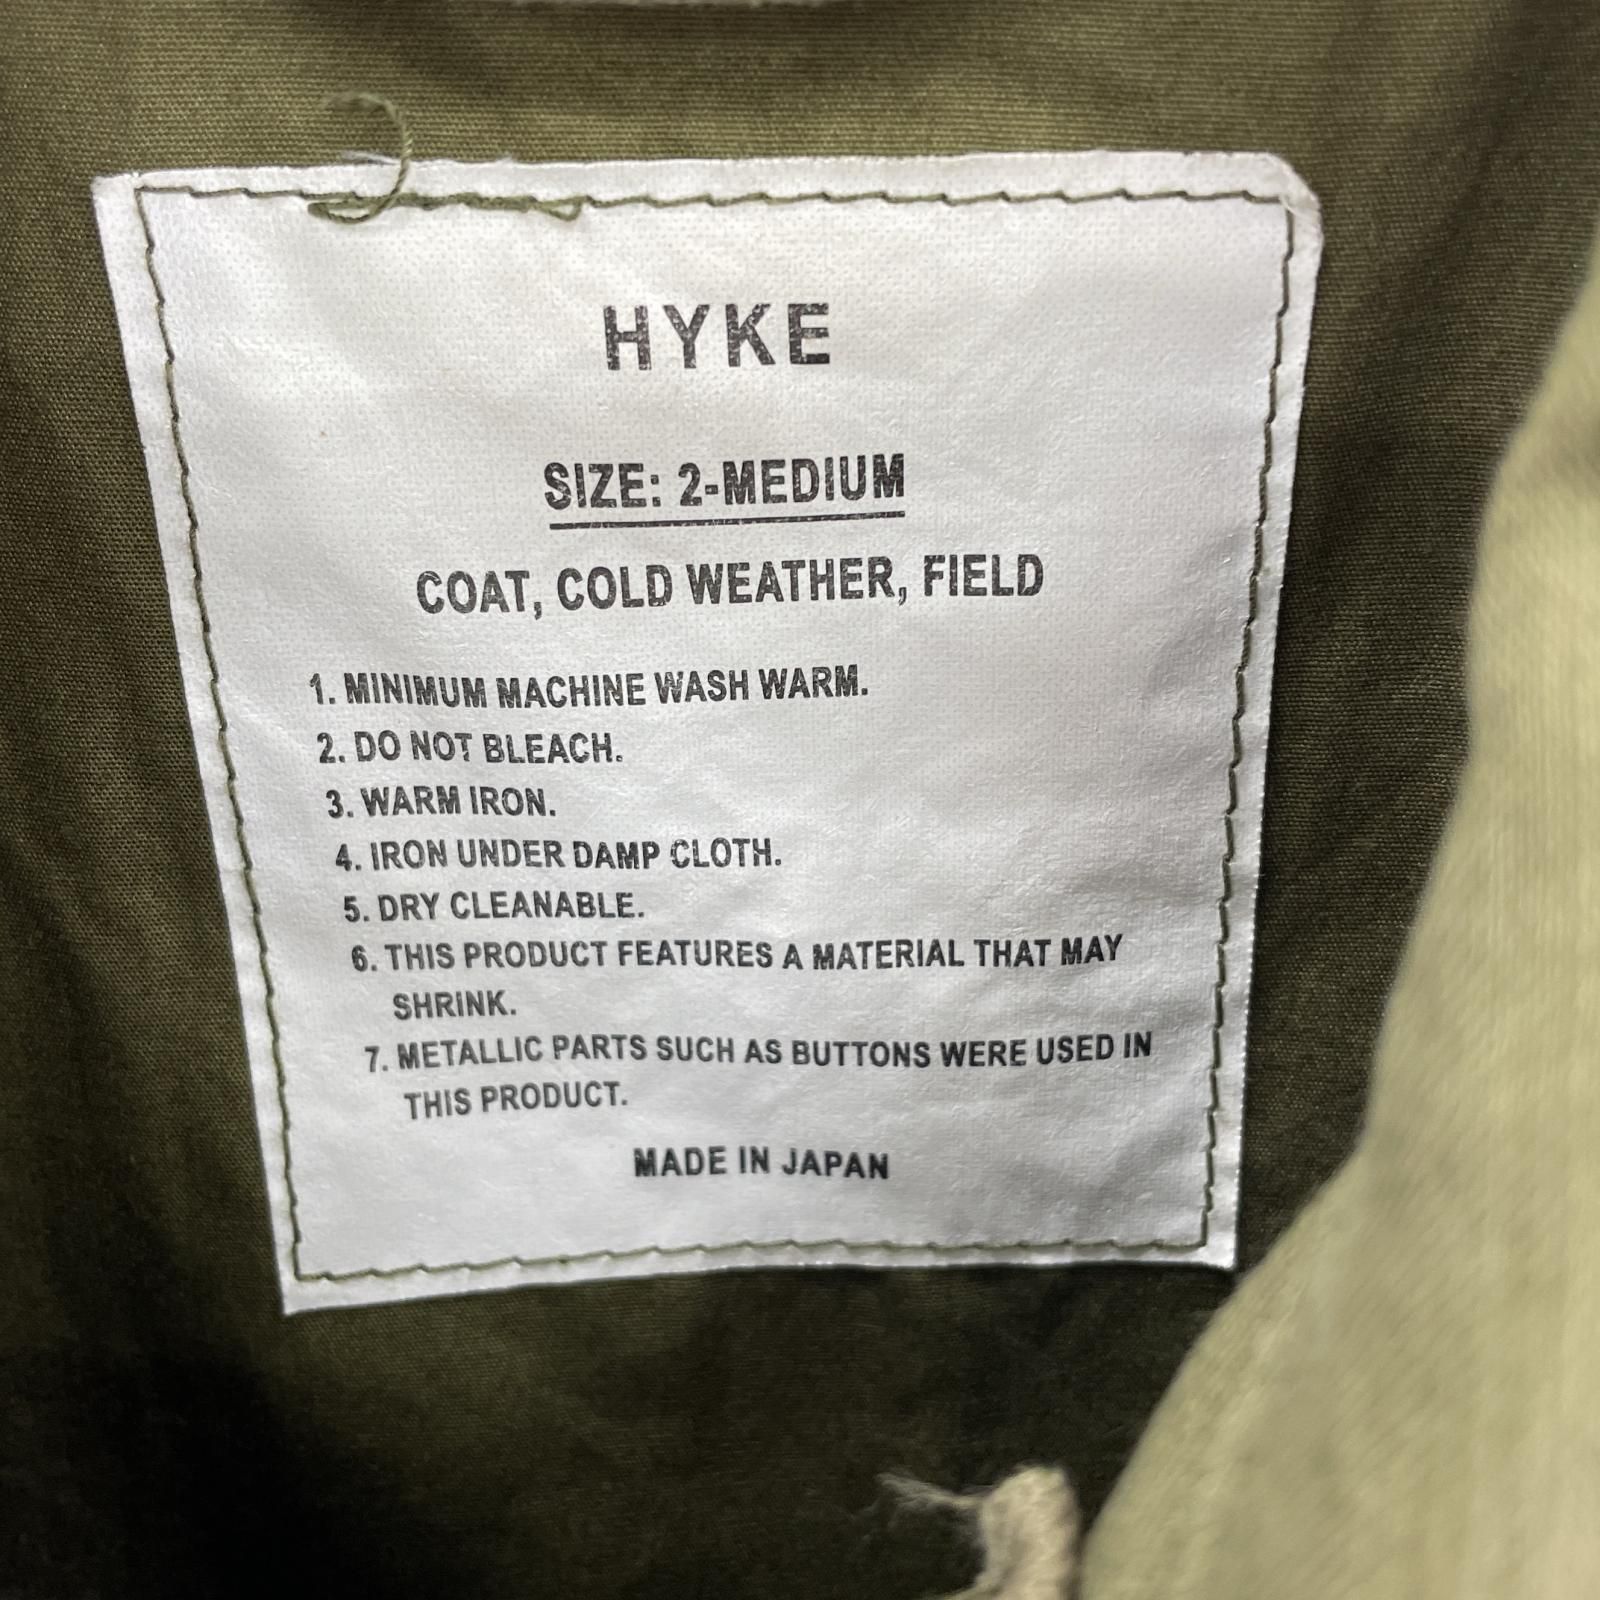 HYKE
SIZE: 2-MEDIUM
COAT, COLD WEATHER, FIELD
1. MINIMUM MACHINE WASH WARM.
2. DO NOT BLEACH.
3. WARM IRON.
4. IRON UNDER DAMP CLOTH.
5. DRY CLEANABLE.
6. THIS PRODUCT FEATURES A MATERIAL THAT MAY
SHRINK.
7. METALLIC PARTS SUCH AS BUTTONS WERE USED IN
THIS PRODUCT.
MADE IN JAPAN